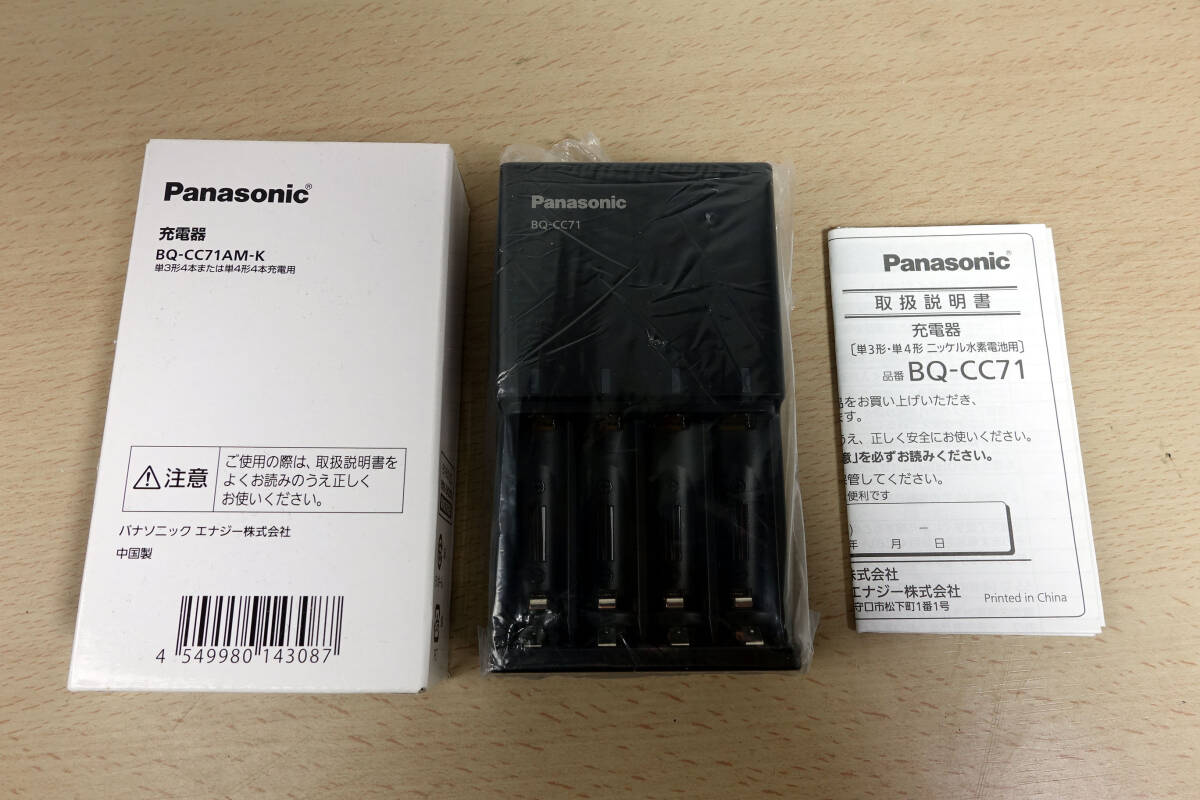 Panasonic®
充電器
BQ-CC71AM-K
単3形4本または単4形4本充電用
注意
ご使用の際は、取扱説明書を
よくお読みのうえ正しく
お使いください。
パナソニック エナジー株式会社
中国製
4 549980 143087
Panasonic
BQ-CC71
Panasonic®
取扱説明書
充電器
［単3形・単4形 ニッケル水素電池用］
品番 BQ-CC71
をお買い上げいただき、
ます。
うえ、正しく安全にお使いください。
意」を必ずお読みください。
保管してください。
便利です
) －
年 月 日
株式会社
エナジー株式会社
守口市松下町1番1号
Printed in China